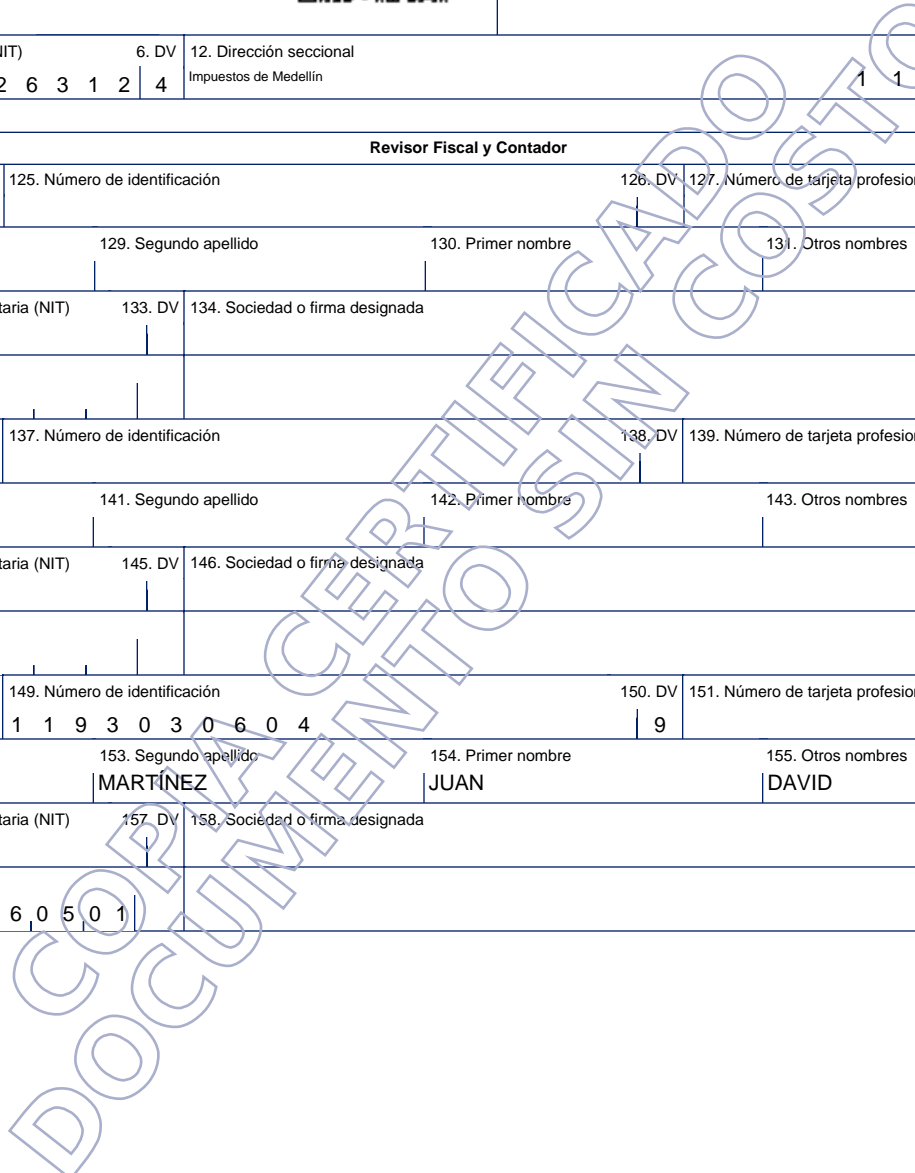 NIT) 6. DV 12. Dirección seccional
2 6 3 1 2 4 Impuestos de Medellín 1 1
Revisor Fiscal y Contador
125. Número de identificación 126. DV 127. Número de tarjeta profesion
129. Segundo apellido 130. Primer nombre 131. Otros nombres
taria (NIT) 133. DV 134. Sociedad o firma designada
137. Número de identificación 138. DV 139. Número de tarjeta profesion
141. Segundo apellido 142. Primer nombre 143. Otros nombres
taria (NIT) 145. DV 146. Sociedad o firma designada
149. Número de identificación 150. DV 151. Número de tarjeta profesion
1 1 9 3 0 3 0 6 0 4 9
153. Segundo apellido 154. Primer nombre 155. Otros nombres
MARTÍNEZ JUAN DAVID
taria (NIT) 157. DV 158. Sociedad o firma designada
6 0 5 0 1
COPIA CERTIFICADO
DOCUMENTO SIN COSTO